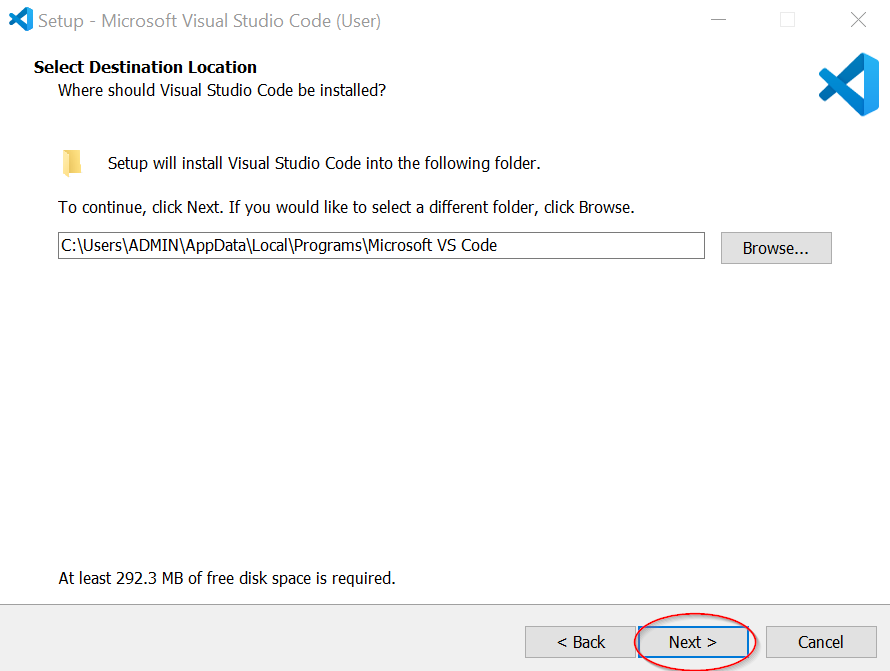 Setup - Microsoft Visual Studio Code (User)
Select Destination Location
Where should Visual Studio Code be installed?
Setup will install Visual Studio Code into the following folder.
To continue, click Next. If you would like to select a different folder, click Browse.
C:\Users\ADMIN\AppData\Local\Programs\Microsoft VS Code
Browse...
At least 292.3 MB of free disk space is required.
< Back
Next >
Cancel